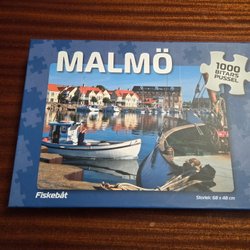 MALMÖ
1000
BITARS
PUSSEL
Fiskebåt
Storlek: 68 x 48 cm